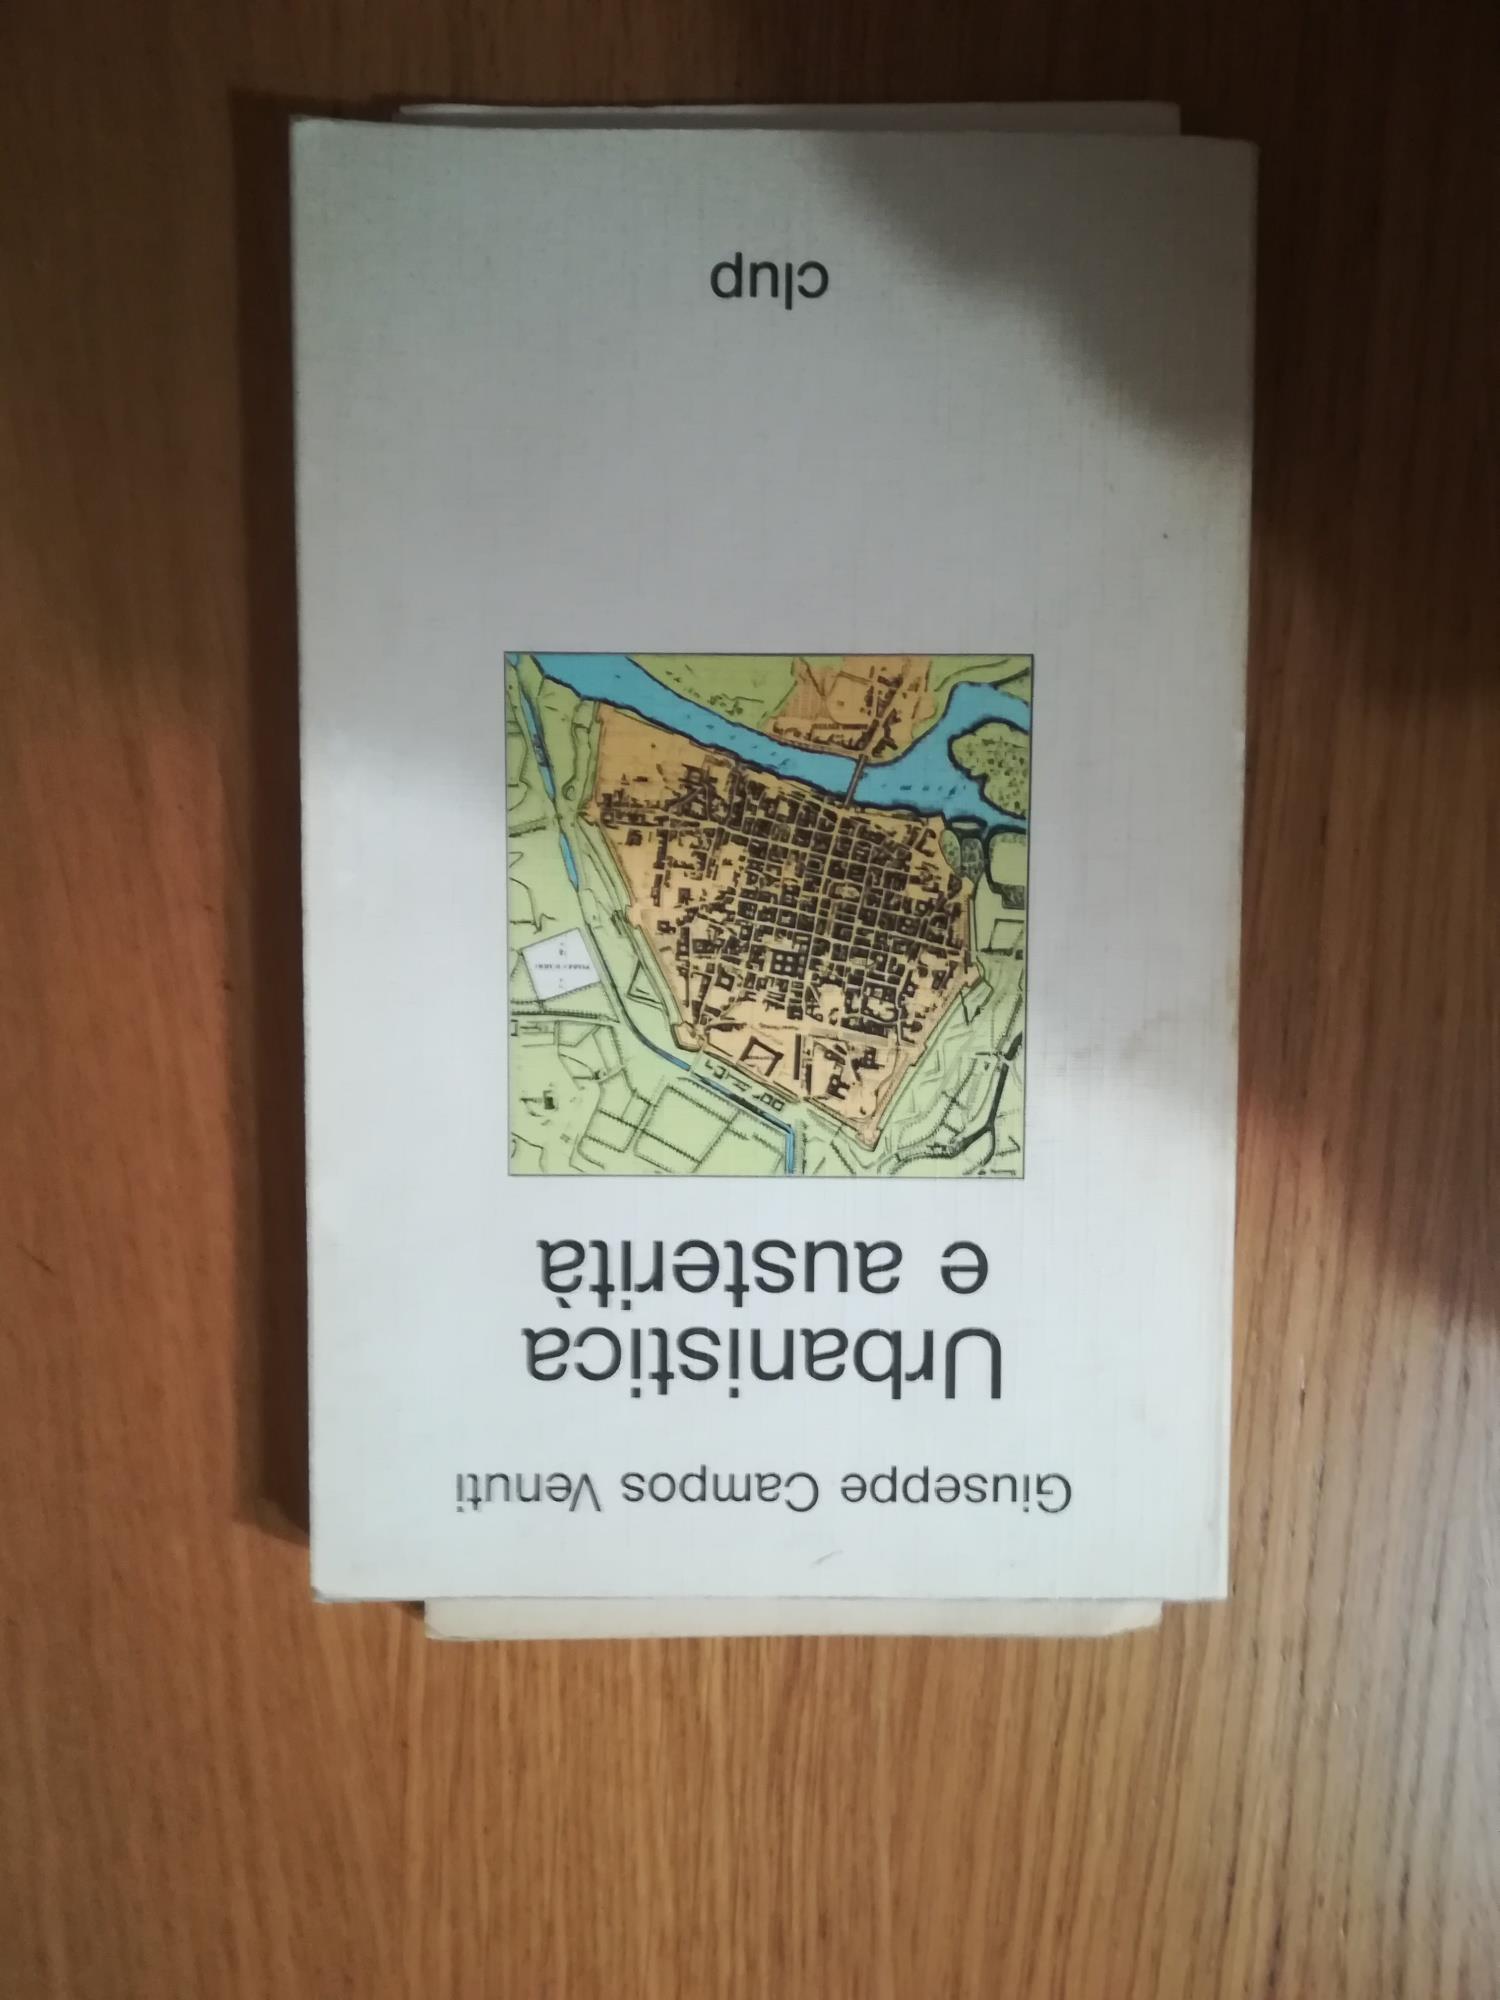 Giuseppe Campos Venuti
Urbanistica
e austerità
clup